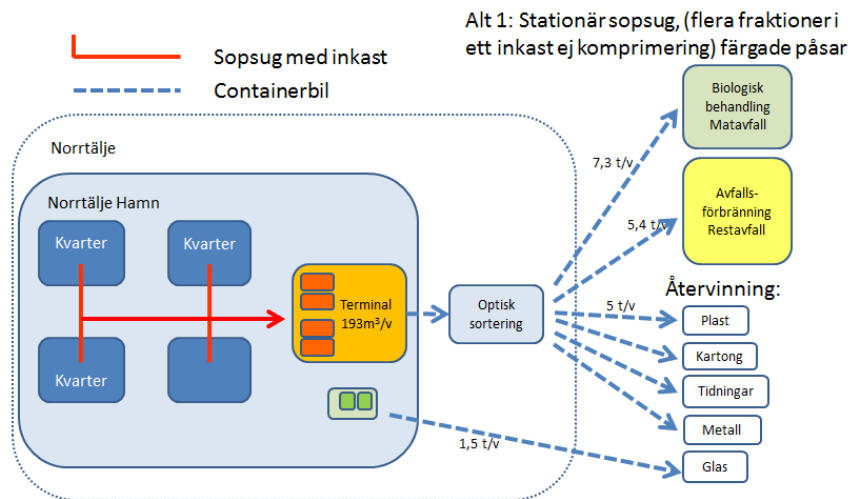 Alt 1: Stationär sopsug, (flera fraktioner i
ett inkast ej komprimering) färgade påsar
Sopsug med inkast
Containerbil
Biologisk
behandling
Matavfall
Norrtälje
7,3 t/v
Avfalls-
förbränning
Restavfall
5,4 t/v
Norrtälje Hamn
Kvarter
Kvarter
Återvinning:
Terminal
193m³/v
Optisk
sortering
5 t/v
Plast
Kartong
Kvarter
Tidningar
Metall
1,5 t/v
Glas